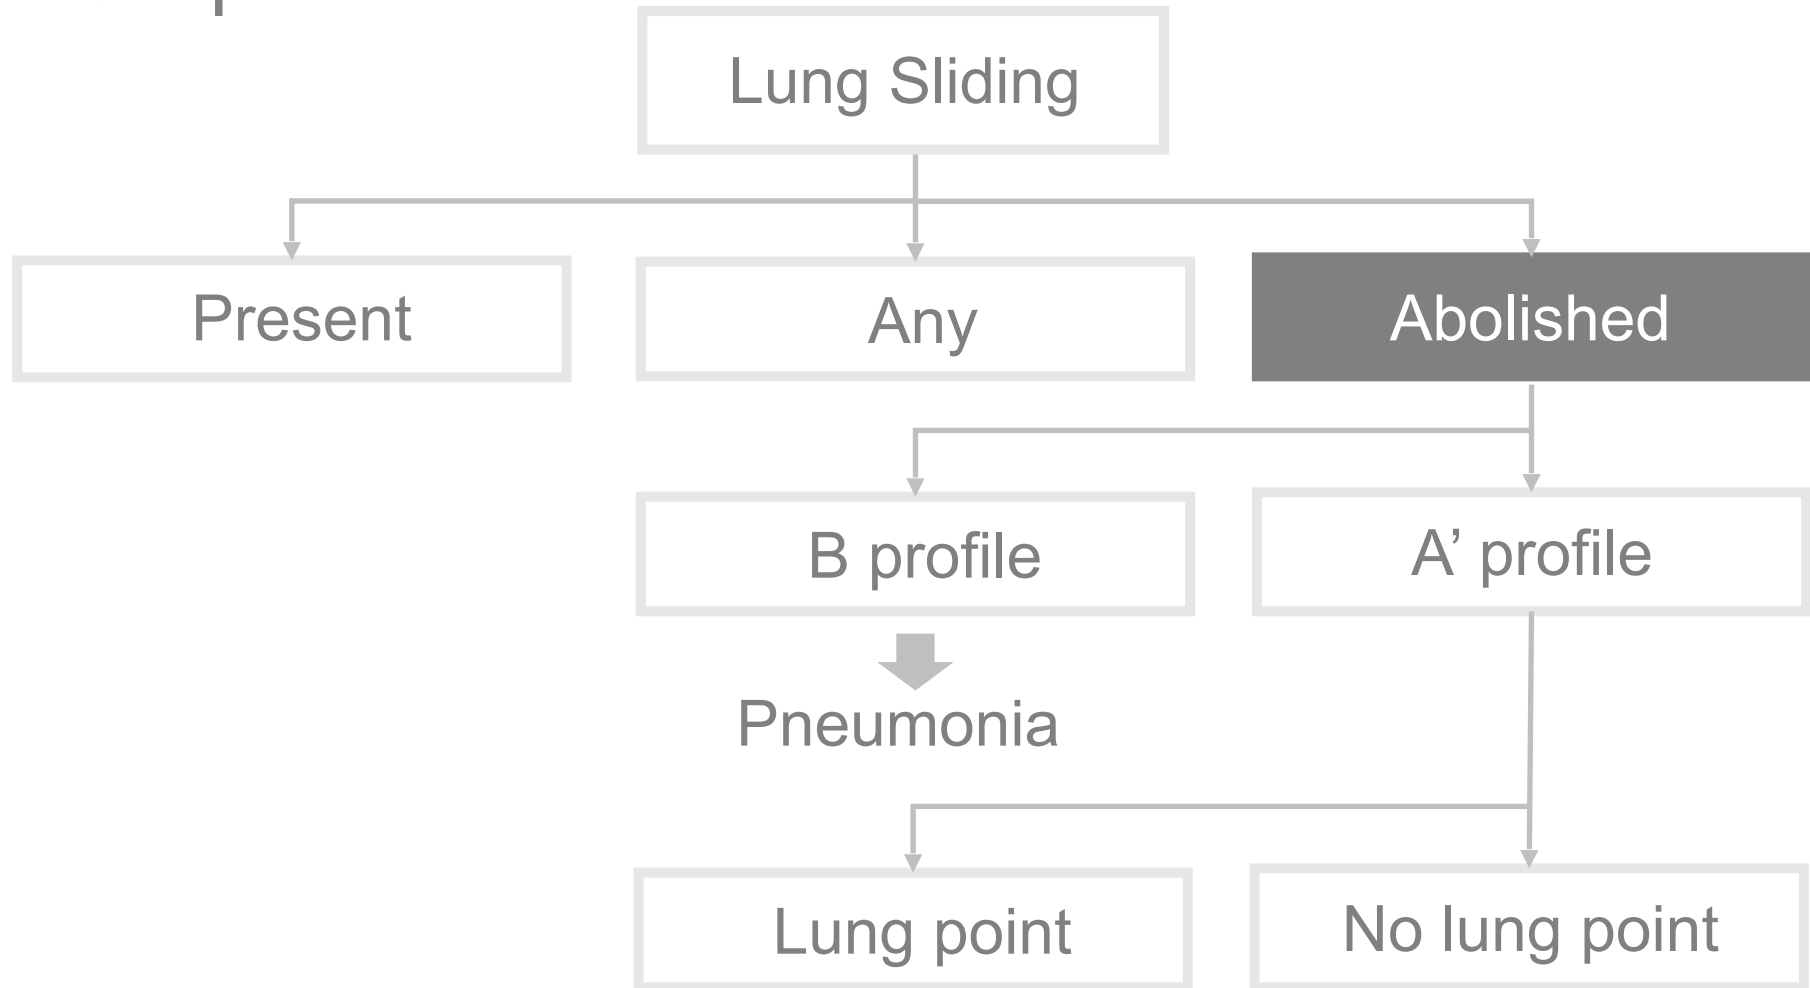 Lung Sliding
Present
Any
Abolished
B profile
A’ profile
Pneumonia
Lung point
No lung point